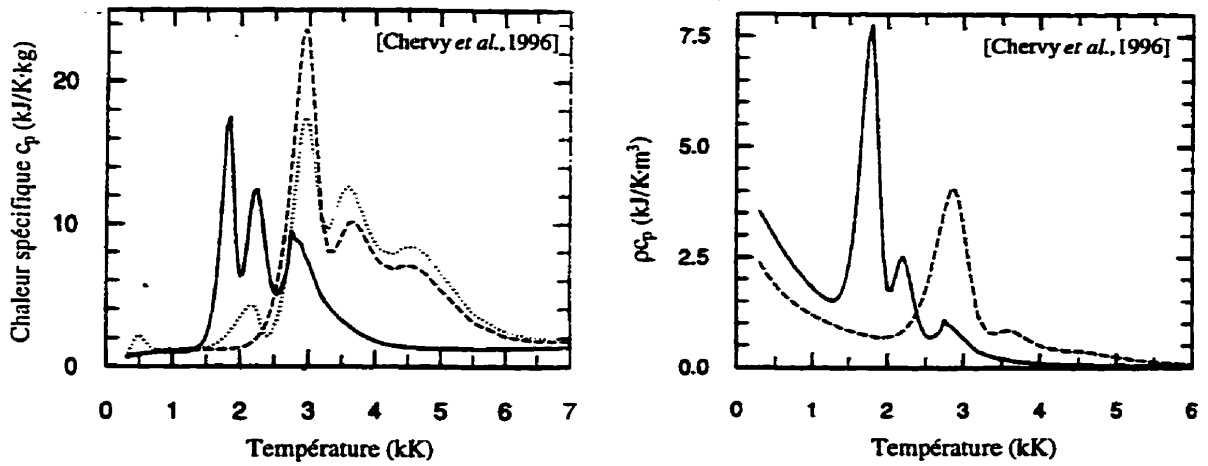 [Chervy et al., 1996]
Chaleur spécifique cp (kJ/K·kg)
20
10
0
0 1 2 3 4 5 6 7
Température (kK)
[Chervy et al., 1996]
ρcp (kJ/K·m³)
7.5
5.0
2.5
0.0
0 1 2 3 4 5 6
Température (kK)